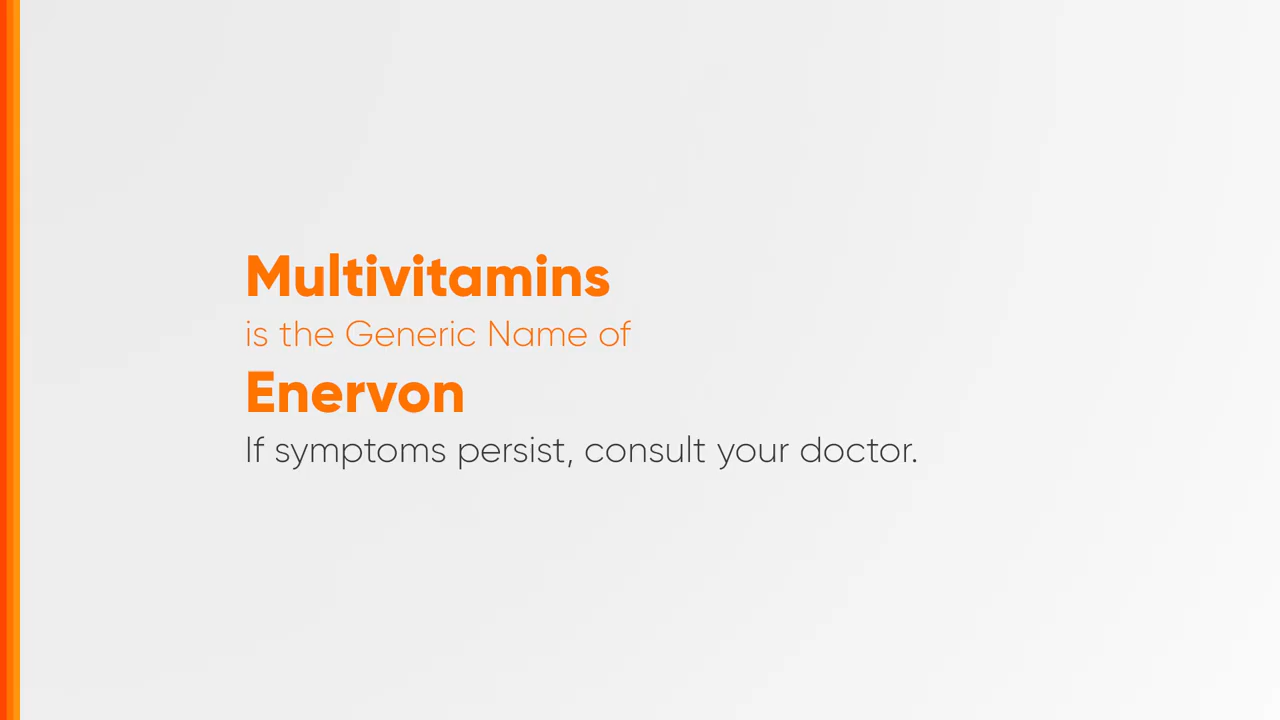 Multivitamins
is the Generic Name of
Enervon
If symptoms persist, consult your doctor.